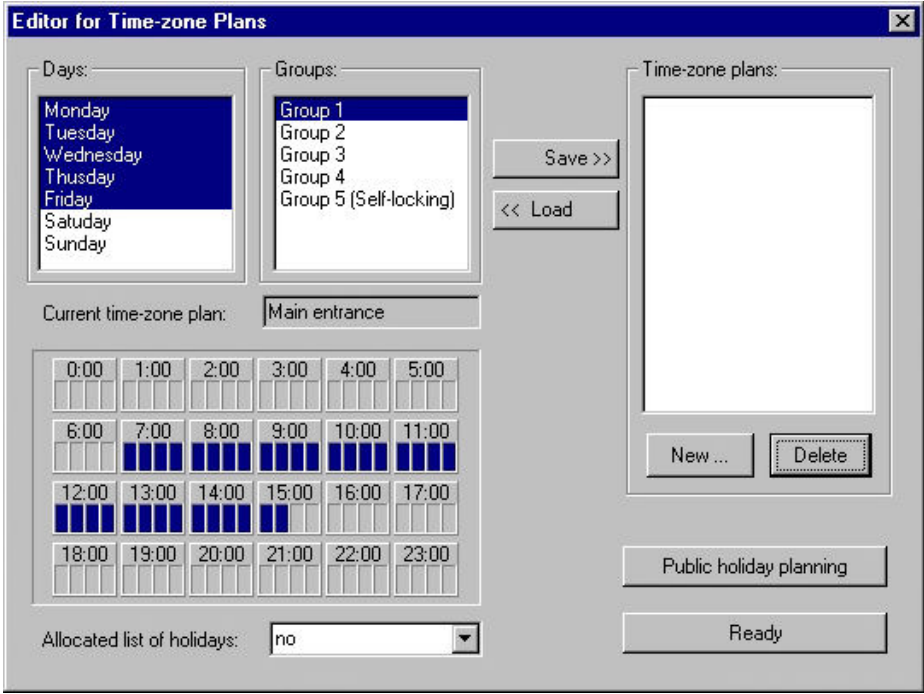 Editor for Time-zone Plans
Days:
Monday
Tuesday
Wednesday
Thusday
Friday
Satuday
Sunday
Groups:
Group 1
Group 2
Group 3
Group 4
Group 5 (Self-locking)
Save >>
<< Load
Time-zone plans:
New ...
Delete
Current time-zone plan:
Main entrance
0:00 1:00 2:00 3:00 4:00 5:00
6:00 7:00 8:00 9:00 10:00 11:00
12:00 13:00 14:00 15:00 16:00 17:00
18:00 19:00 20:00 21:00 22:00 23:00
Allocated list of holidays:
no
Public holiday planning
Ready